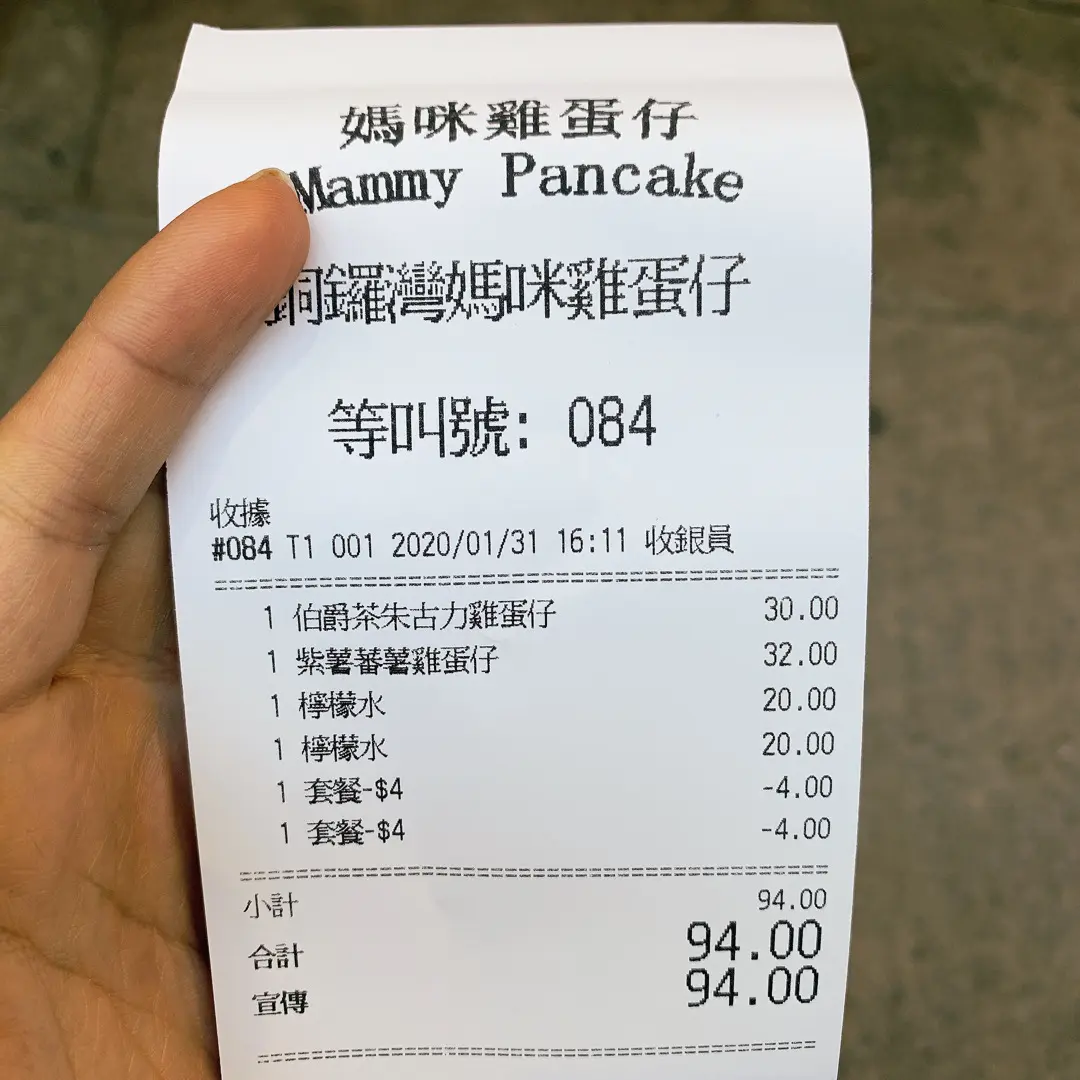 媽咪雞蛋仔
Mammy Pancake
銅鑼灣媽咪雞蛋仔
等叫號: 084
收據
#084 T1 001 2020/01/31 16:11 收銀員
1 伯爵茶朱古力雞蛋仔 30.00
1 紫薯蕃薯雞蛋仔 32.00
1 檸檬水 20.00
1 檸檬水 20.00
1 套餐-$4 -4.00
1 套餐-$4 -4.00
小計 94.00
合計 94.00
宣傳 94.00